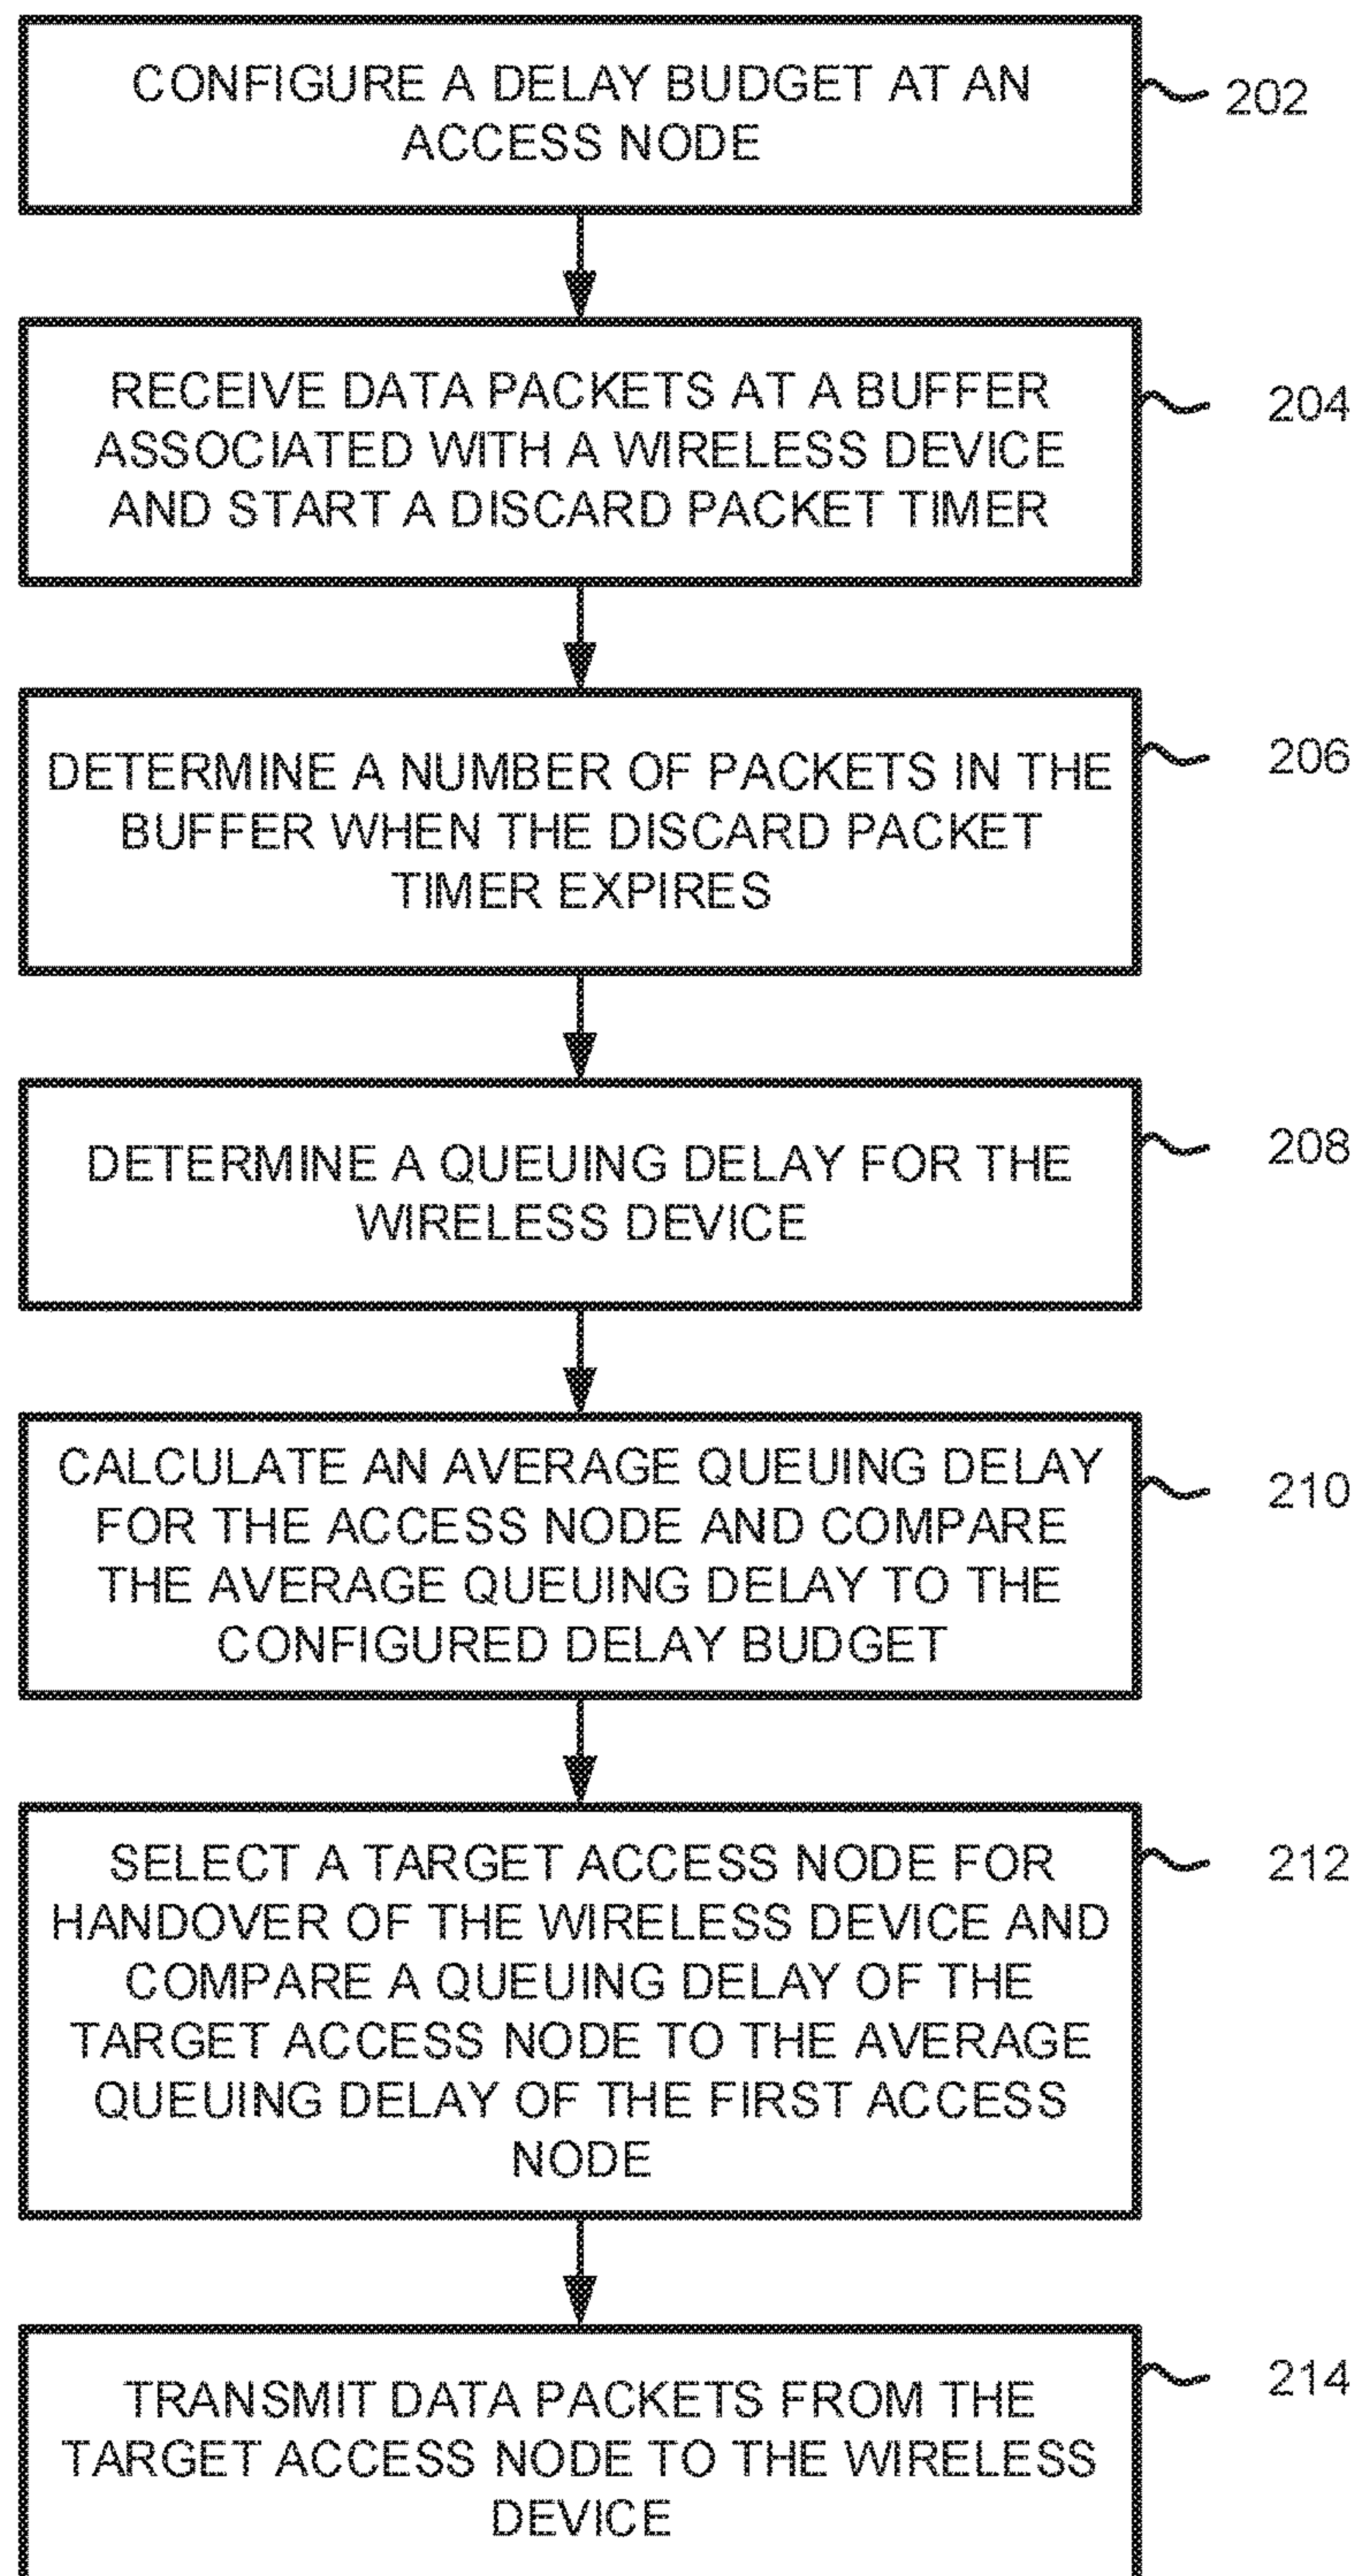 CONFIGURE A DELAY BUDGET AT AN
ACCESS NODE
202
RECEIVE DATA PACKETS AT A BUFFER
ASSOCIATED WITH A WIRELESS DEVICE
AND START A DISCARD PACKET TIMER
204
DETERMINE A NUMBER OF PACKETS IN THE
BUFFER WHEN THE DISCARD PACKET
TIMER EXPIRES
206
DETERMINE A QUEUING DELAY FOR THE
WIRELESS DEVICE
208
CALCULATE AN AVERAGE QUEUING DELAY
FOR THE ACCESS NODE AND COMPARE
THE AVERAGE QUEUING DELAY TO THE
CONFIGURED DELAY BUDGET
210
SELECT A TARGET ACCESS NODE FOR
HANDOVER OF THE WIRELESS DEVICE AND
COMPARE A QUEUING DELAY OF THE
TARGET ACCESS NODE TO THE AVERAGE
QUEUING DELAY OF THE FIRST ACCESS
NODE
212
TRANSMIT DATA PACKETS FROM THE
TARGET ACCESS NODE TO THE WIRELESS
DEVICE
214